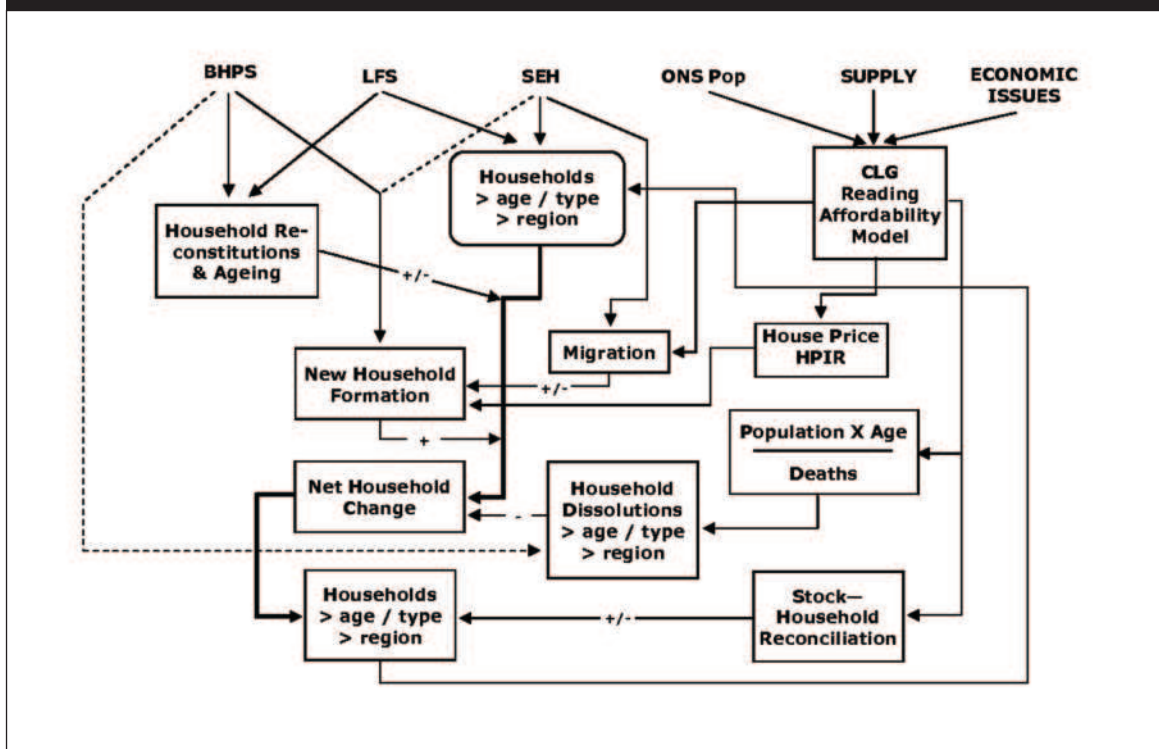 BHPS
LFS
SEH
ONS Pop
SUPPLY
ECONOMIC
ISSUES
Households
> age / type
> region
CLG
Reading
Affordability
Model
Household Re-
constitutions
& Ageing
+/-
Migration
House Price
HPIR
New Household
Formation
+/-
+
Population X Age
Deaths
Net Household
Change
-
Household
Dissolutions
> age / type
> region
Households
> age / type
> region
+/-
Stock—
Household
Reconciliation